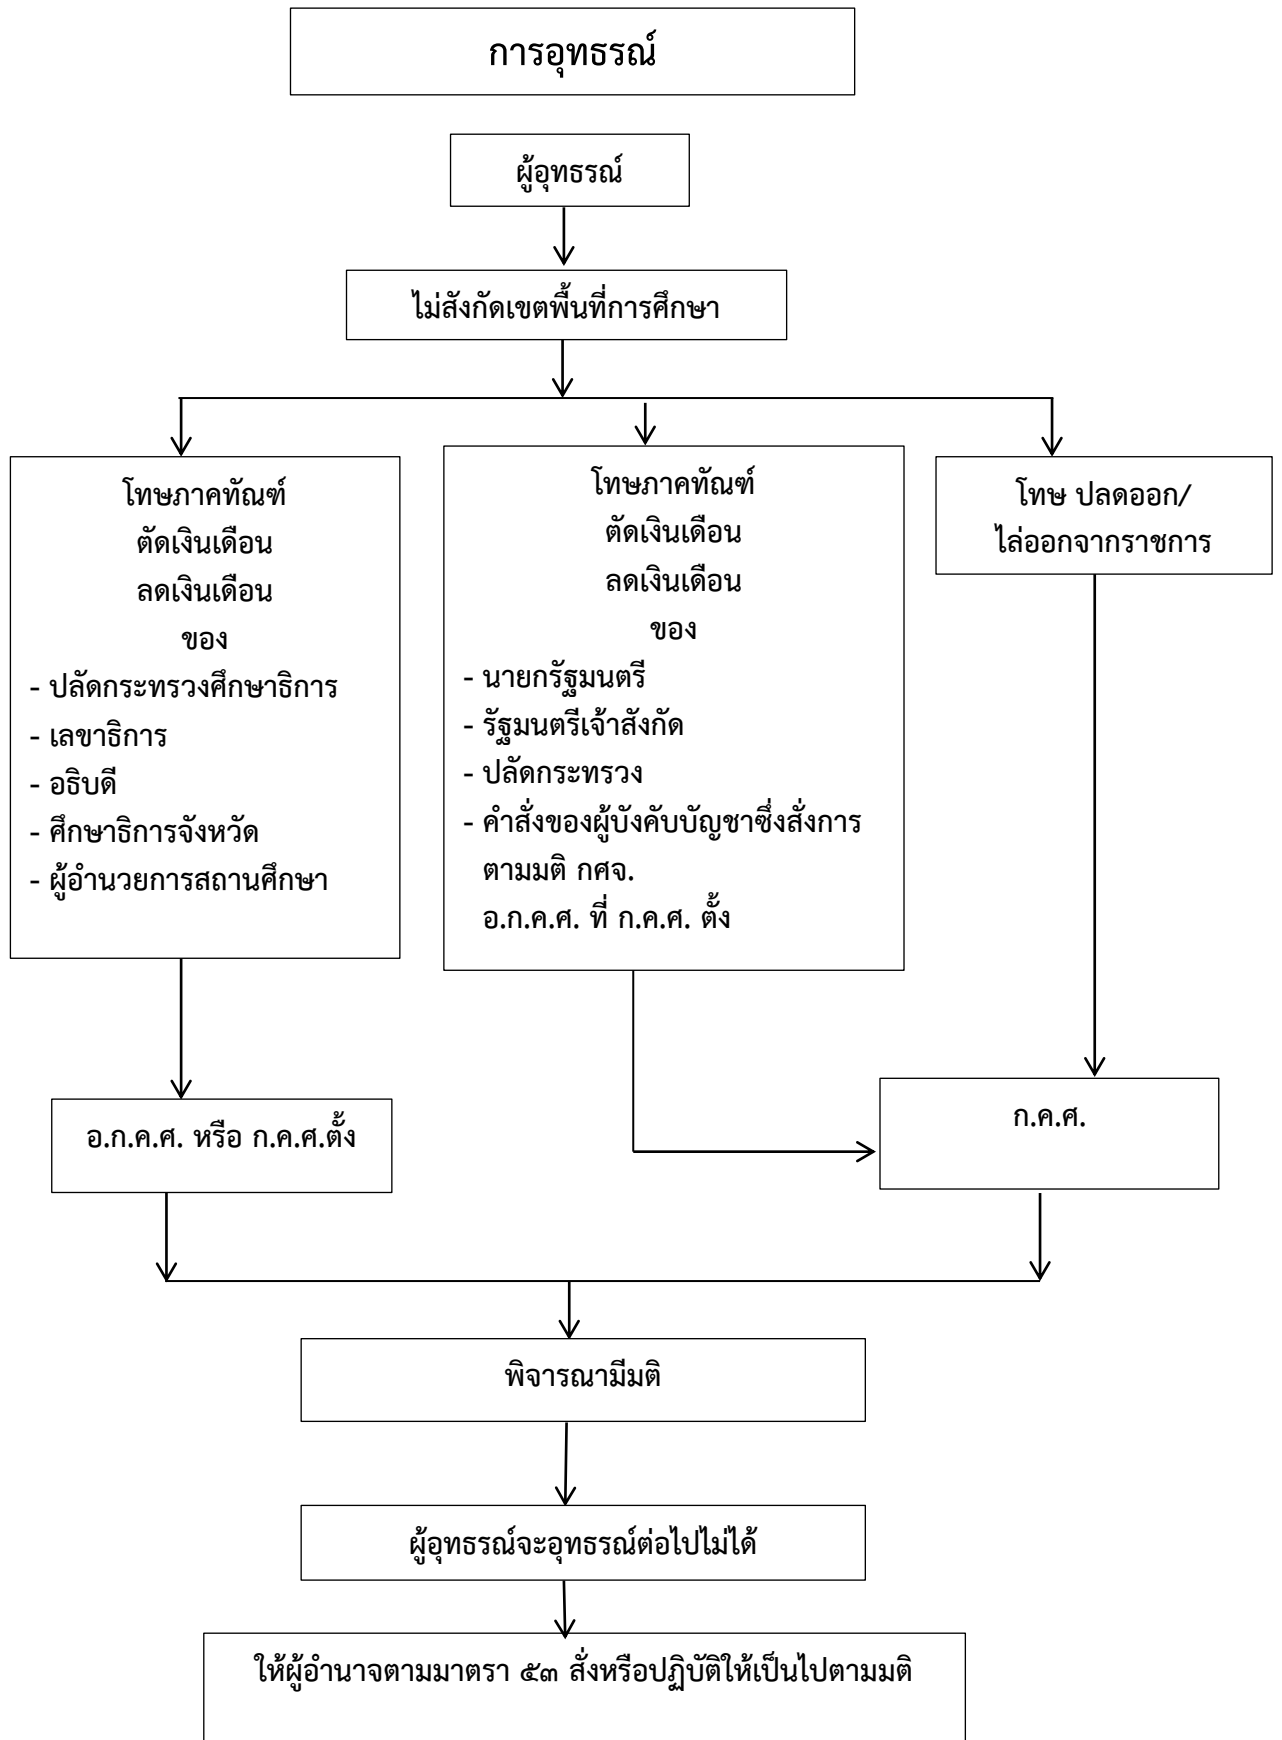 การอุทธรณ์
ผู้อุทธรณ์
ไม่สังกัดเขตพื้นที่การศึกษา
โทษภาคทัณฑ์
ตัดเงินเดือน
ลดเงินเดือน
ของ
- ปลัดกระทรวงศึกษาธิการ
- เลขาธิการ
- อธิบดี
- ศึกษาธิการจังหวัด
- ผู้อำนวยการสถานศึกษา
โทษภาคทัณฑ์
ตัดเงินเดือน
ลดเงินเดือน
ของ
- นายกรัฐมนตรี
- รัฐมนตรีเจ้าสังกัด
- ปลัดกระทรวง
- คำสั่งของผู้บังคับบัญชาซึ่งสั่งการ
ตามมติ กศจ.
อ.ก.ค.ศ. ที่ ก.ค.ศ. ตั้ง
โทษ ปลดออก/
ไล่ออกจากราชการ
อ.ก.ค.ศ. หรือ ก.ค.ศ.ตั้ง
ก.ค.ศ.
พิจารณามีมติ
ผู้อุทธรณ์จะอุทธรณ์ต่อไปไม่ได้
ให้ผู้อำนาจตามมาตรา ๕๓ สั่งหรือปฏิบัติให้เป็นไปตามมติ